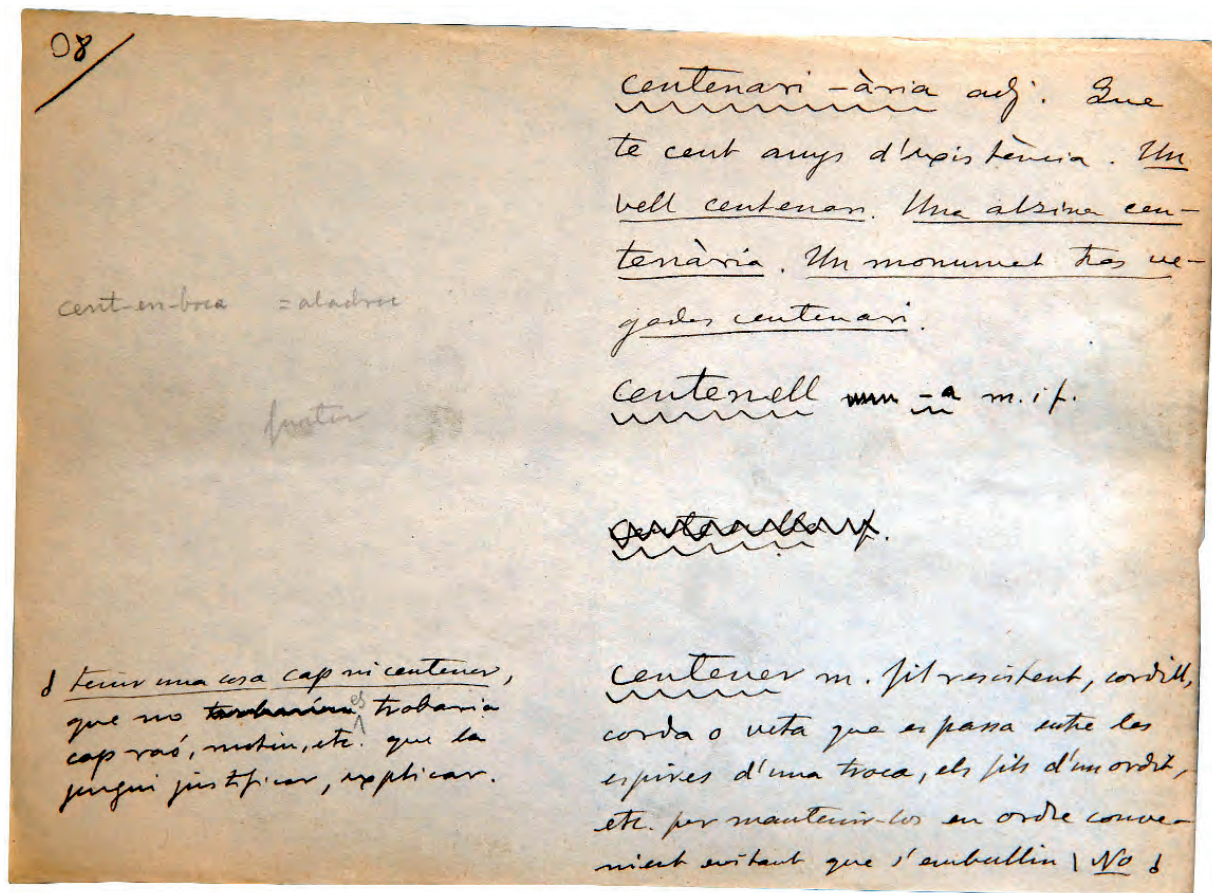 08
centenari -ària adj. Que
te cent anys d'existència. Un
vell centenari. Una alzina cen-
tenària. Un monument tres ve-
gades centenari.
cent-en-boca = aladroc
centenell -a m. i f.
centener m. fil resistent, cordill,
corda o veta que es passa entre les
espires d'una troca, els fils d'un ordit,
etc. per mantenir-los en ordre conve-
nient evitant que s'embullin | No
tenir una cosa cap ni centener,
que no es trobaria
cap raó, motiu, etc. que la
pugui justificar, explicar.